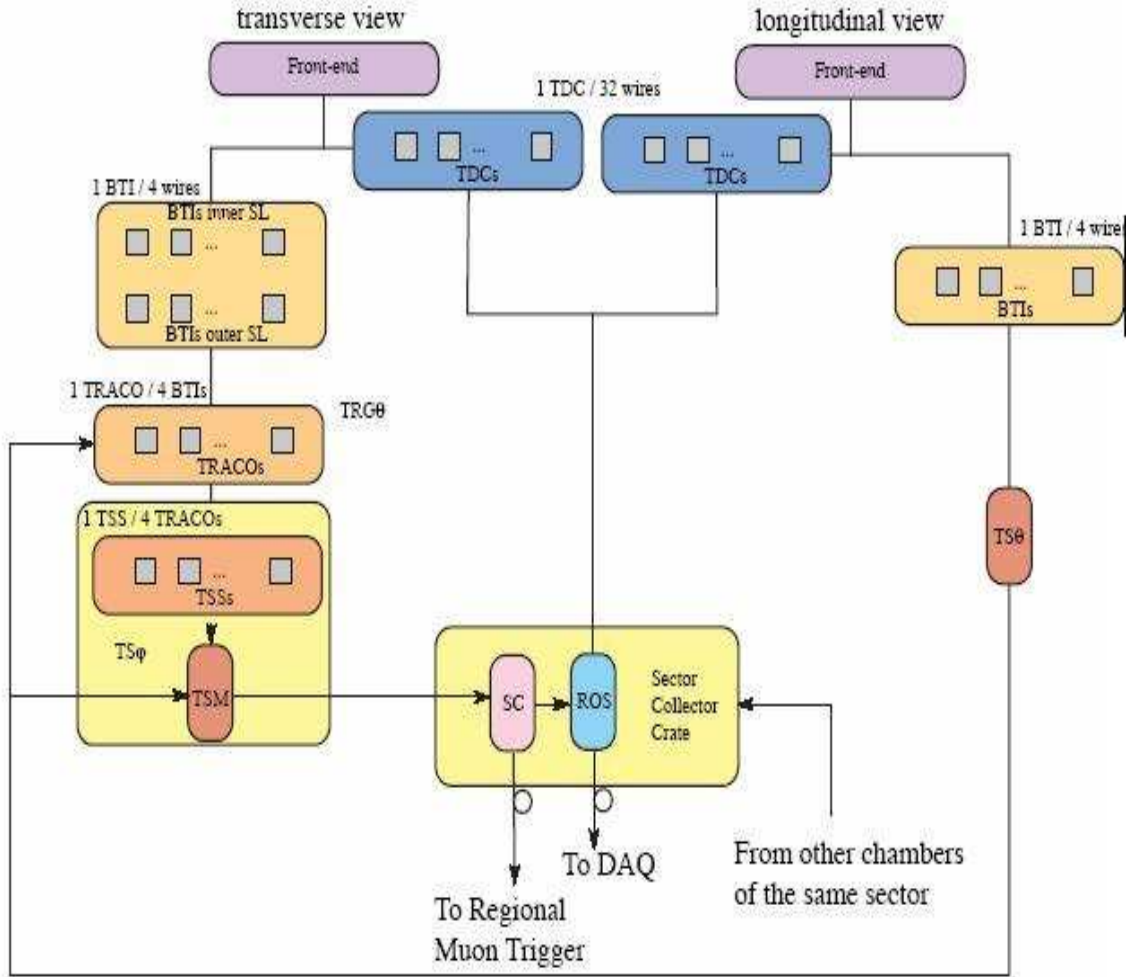 transverse view
longitudinal view
Front-end
Front-end
1 TDC / 32 wires
...
TDCs
...
TDCs
1 BTI / 4 wires
BTIs inner SL
...
...
BTIs outer SL
1 BTI / 4 wire
...
BTIs
1 TRACO / 4 BTIs
TRGθ
...
TRACOs
1 TSS / 4 TRACOs
...
TSSs
TSθ
TSφ
TSM
SC
ROS
Sector
Collector
Crate
To DAQ
From other chambers
of the same sector
To Regional
Muon Trigger